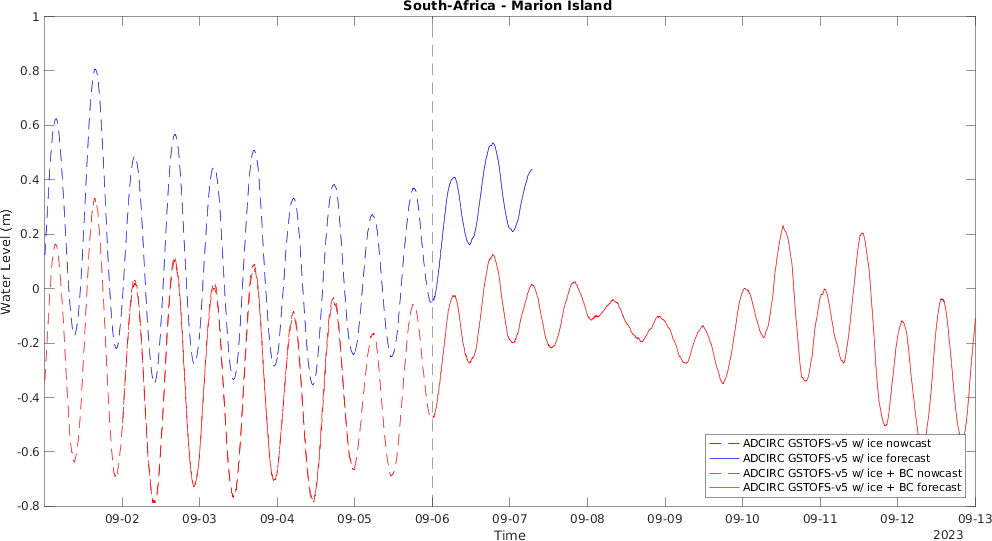 South-Africa - Marion Island
1
0.8
0.6
0.4
0.2
0
-0.2
-0.4
-0.6
-0.8
Water Level (m)
09-02 09-03 09-04 09-05 09-06 09-07 09-08 09-09 09-10 09-11 09-12 09-13
Time
2023
ADCIRC GSTOFS-v5 w/ ice nowcast
ADCIRC GSTOFS-v5 w/ ice forecast
ADCIRC GSTOFS-v5 w/ ice + BC nowcast
ADCIRC GSTOFS-v5 w/ ice + BC forecast